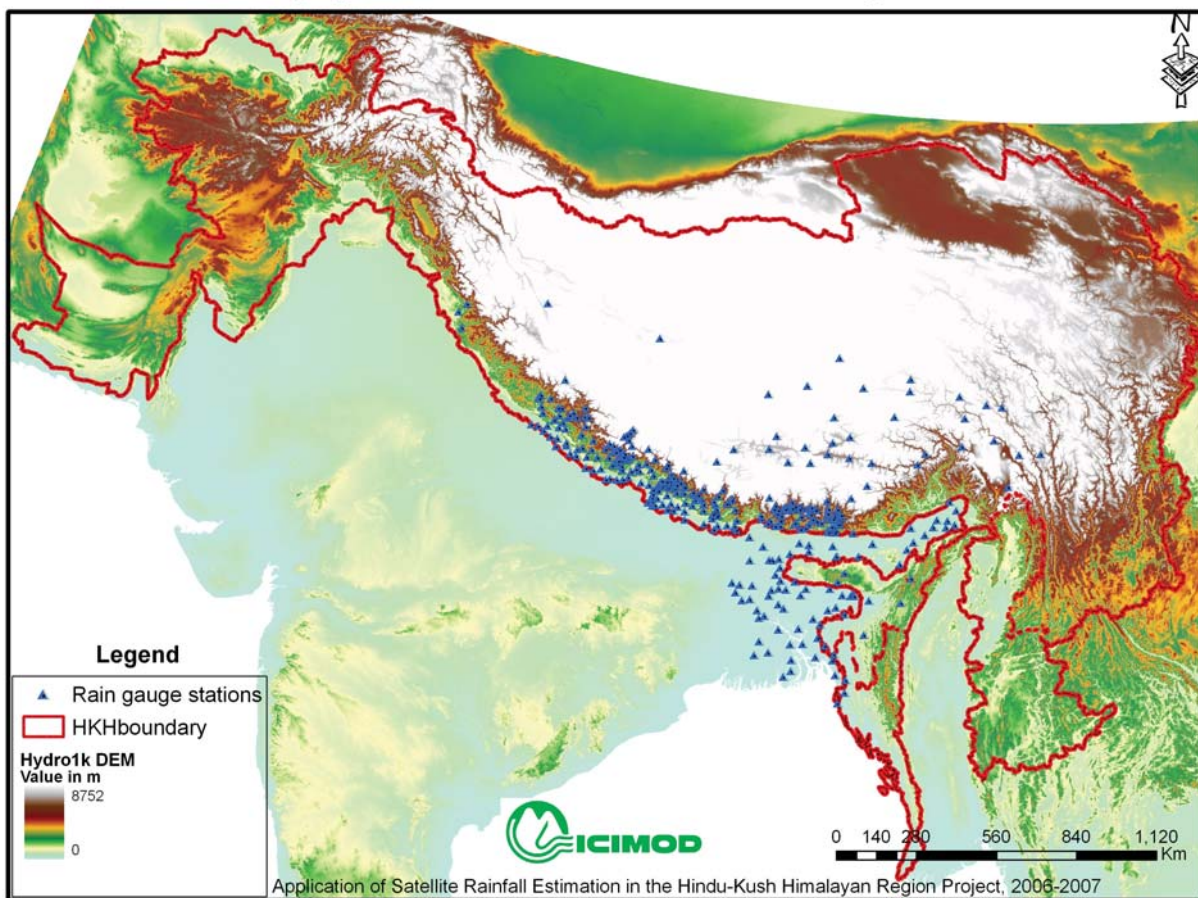 N
Legend
Rain gauge stations
HKHboundary
Hydro1k DEM
Value in m
8752
0
ICIMOD
0 140 280 560 840 1,120
Km
Application of Satellite Rainfall Estimation in the Hindu-Kush Himalayan Region Project, 2006-2007